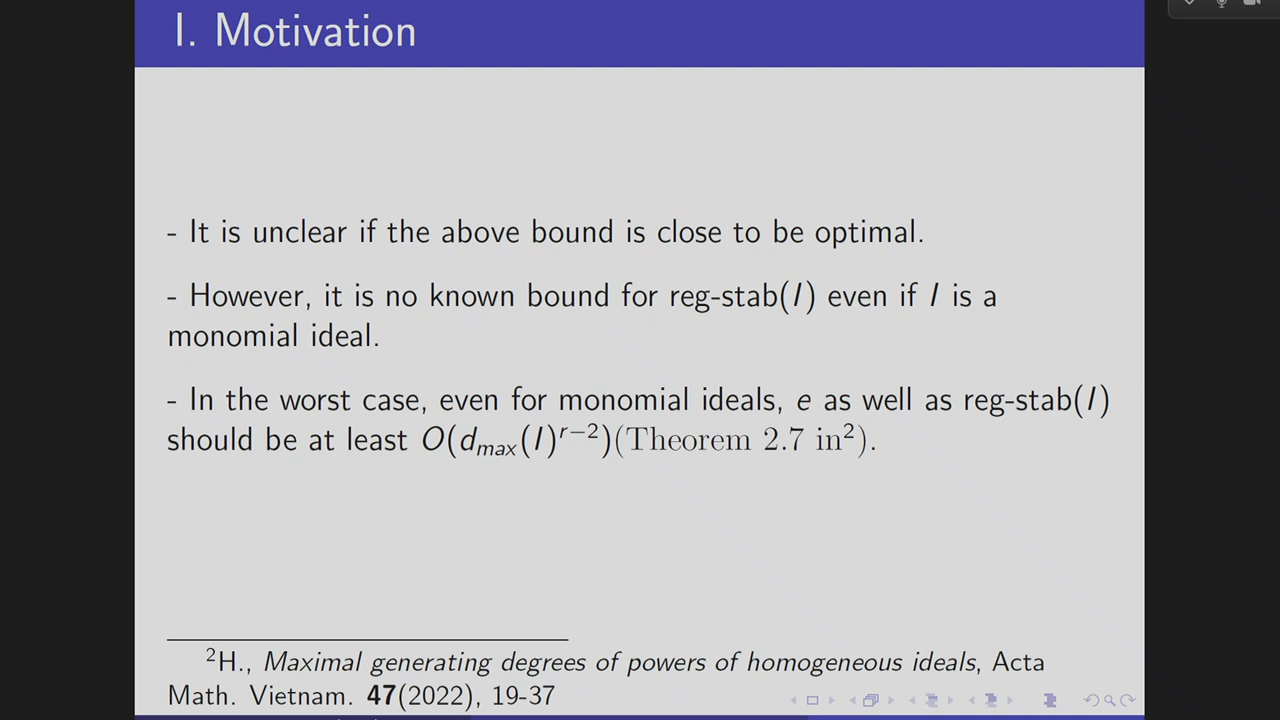 I. Motivation
- It is unclear if the above bound is close to be optimal.
- However, it is no known bound for reg-stab(I) even if I is a
monomial ideal.
- In the worst case, even for monomial ideals, e as well as reg-stab(I)
should be at least O(d_{max}(I)^{r−2})(Theorem 2.7 in²).
²H., Maximal generating degrees of powers of homogeneous ideals, Acta
Math. Vietnam. 47(2022), 19-37